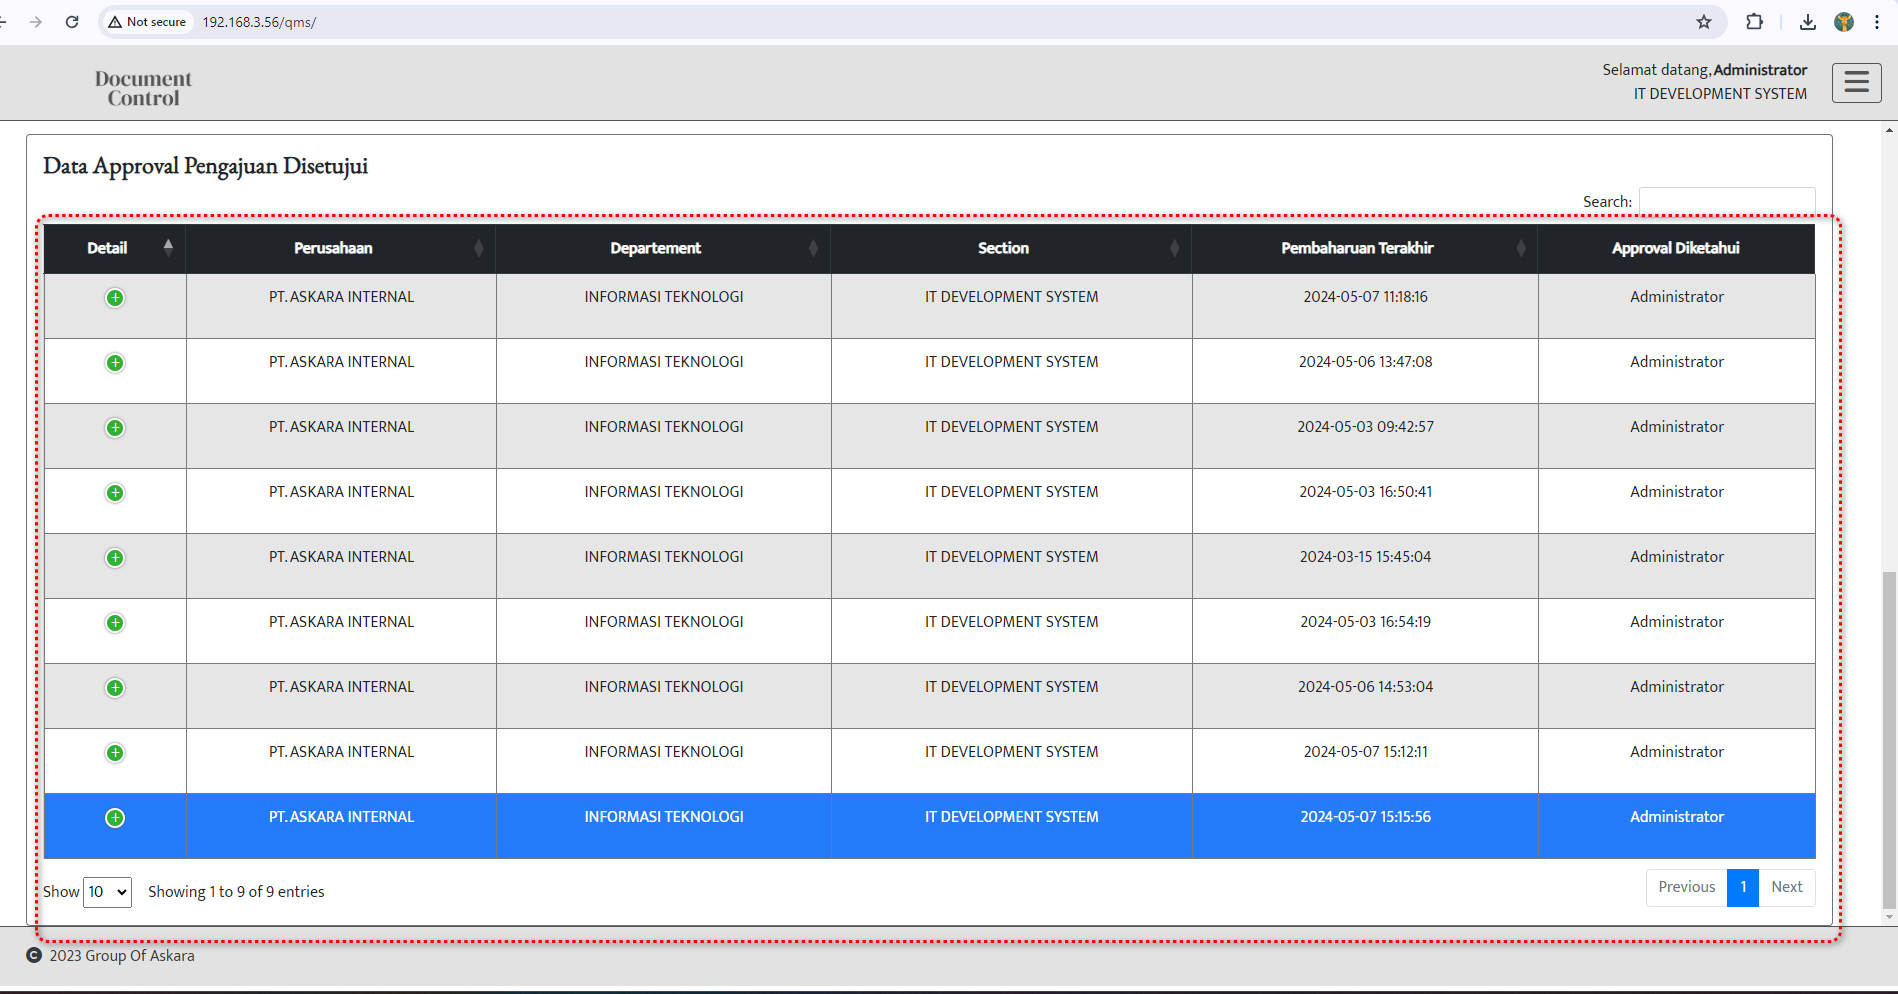 Not secure 192.168.3.56/qms/
Document
Control
Selamat datang, Administrator
IT DEVELOPMENT SYSTEM
Data Approval Pengajuan Disetujui
Search:
Detail Perusahaan Departement Section Pembaharuan Terakhir Approval Diketahui
PT. ASKARA INTERNAL INFORMASI TEKNOLOGI IT DEVELOPMENT SYSTEM 2024-05-07 11:18:16 Administrator
PT. ASKARA INTERNAL INFORMASI TEKNOLOGI IT DEVELOPMENT SYSTEM 2024-05-06 13:47:08 Administrator
PT. ASKARA INTERNAL INFORMASI TEKNOLOGI IT DEVELOPMENT SYSTEM 2024-05-03 09:42:57 Administrator
PT. ASKARA INTERNAL INFORMASI TEKNOLOGI IT DEVELOPMENT SYSTEM 2024-05-03 16:50:41 Administrator
PT. ASKARA INTERNAL INFORMASI TEKNOLOGI IT DEVELOPMENT SYSTEM 2024-03-15 15:45:04 Administrator
PT. ASKARA INTERNAL INFORMASI TEKNOLOGI IT DEVELOPMENT SYSTEM 2024-05-03 16:54:19 Administrator
PT. ASKARA INTERNAL INFORMASI TEKNOLOGI IT DEVELOPMENT SYSTEM 2024-05-06 14:53:04 Administrator
PT. ASKARA INTERNAL INFORMASI TEKNOLOGI IT DEVELOPMENT SYSTEM 2024-05-07 15:12:11 Administrator
PT. ASKARA INTERNAL INFORMASI TEKNOLOGI IT DEVELOPMENT SYSTEM 2024-05-07 15:15:56 Administrator
Show 10 Showing 1 to 9 of 9 entries Previous 1 Next
2023 Group Of Askara